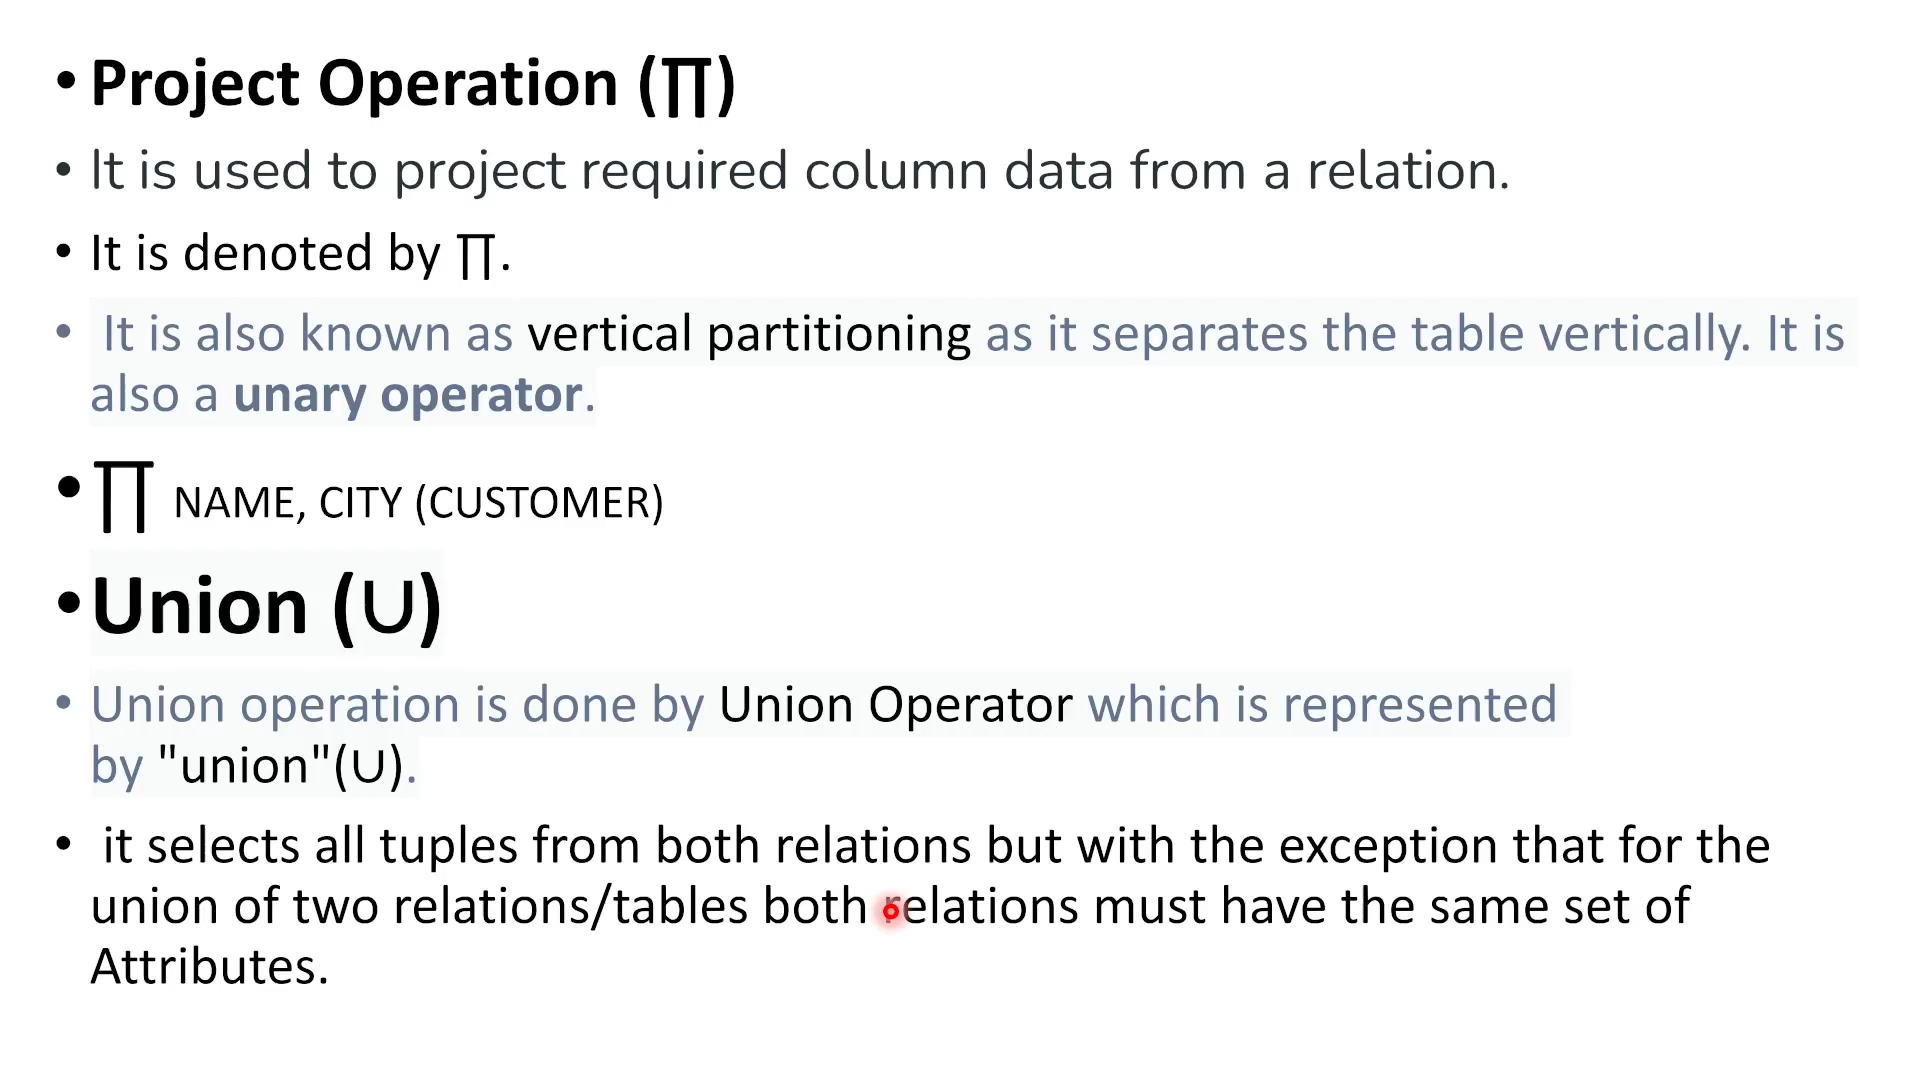 • Project Operation (∏)
• It is used to project required column data from a relation.
• It is denoted by ∏.
• It is also known as vertical partitioning as it separates the table vertically. It is
also a unary operator.
• ∏ NAME, CITY (CUSTOMER)
• Union (∪)
• Union operation is done by Union Operator which is represented
by "union"(∪).
• it selects all tuples from both relations but with the exception that for the
union of two relations/tables both relations must have the same set of
Attributes.